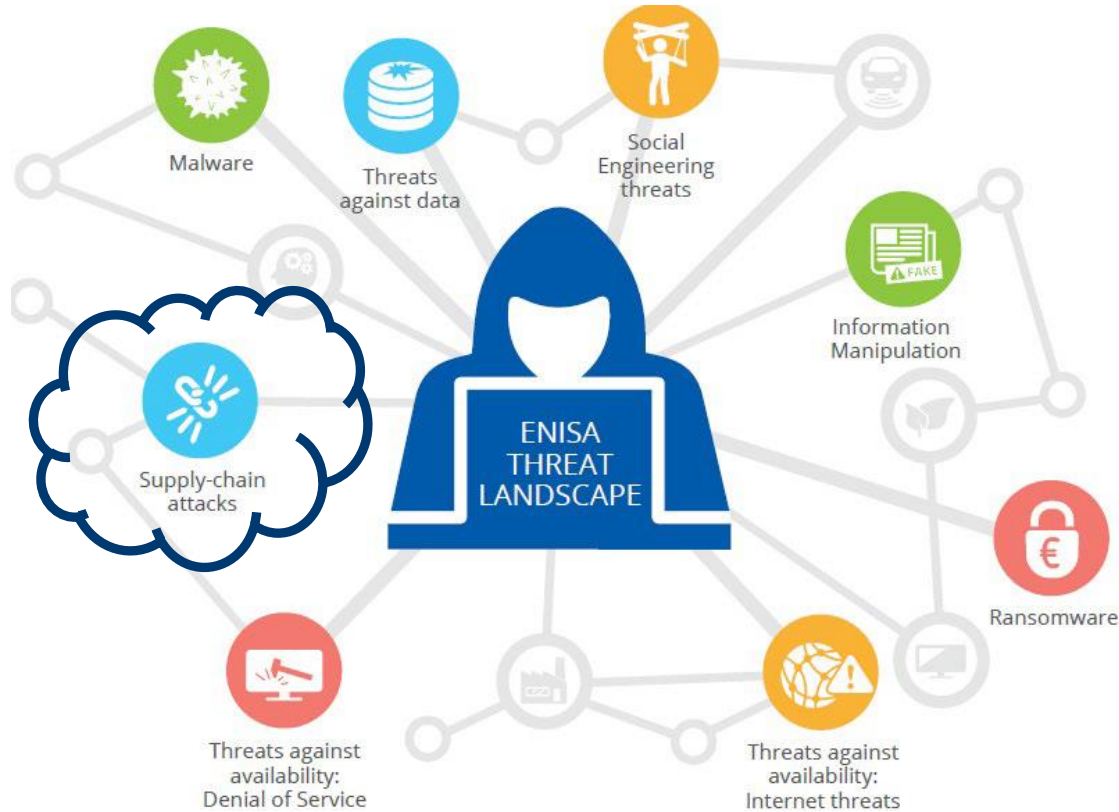 Malware
Threats
against data
Social
Engineering
threats
FAKE
Information
Manipulation
ENISA
THREAT
LANDSCAPE
Supply-chain
attacks
€
Ransomware
Threats against
availability:
Denial of Service
Threats against
availability:
Internet threats